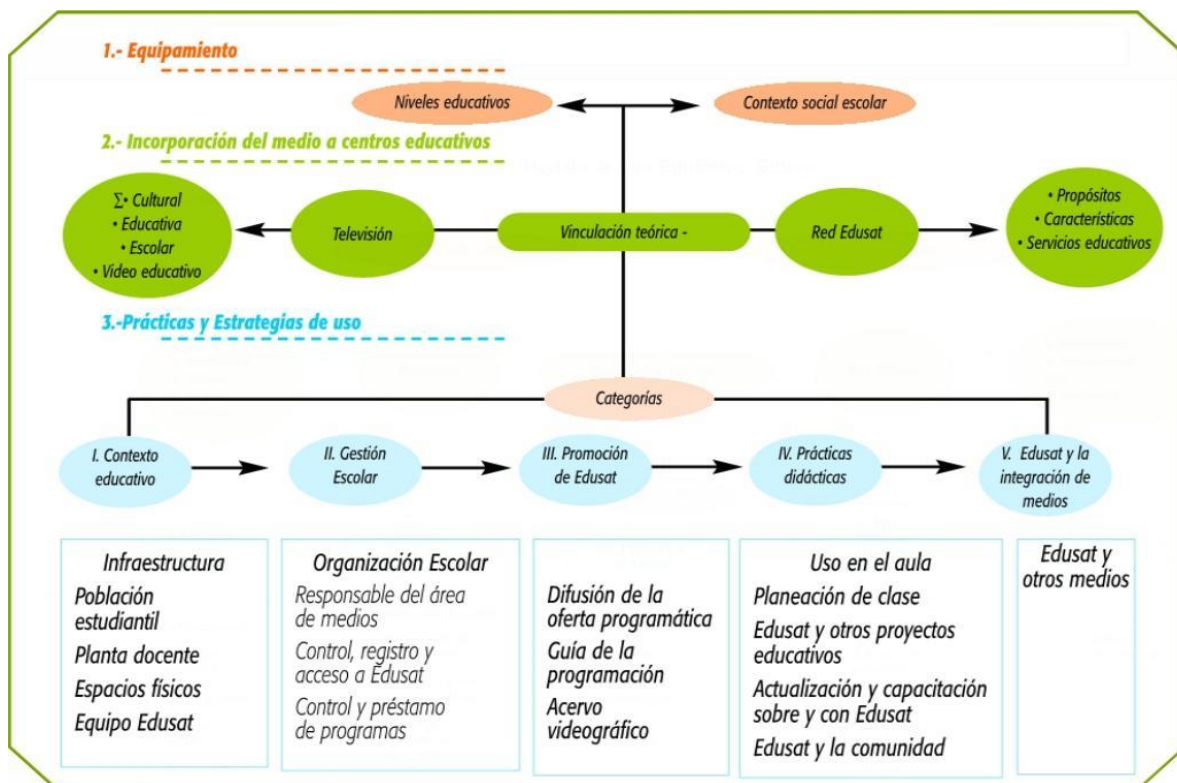 1.- Equipamiento
Niveles educativos
Contexto social escolar
2.- Incorporación del medio a centros educativos
∑• Cultural
• Educativa
• Escolar
• Video educativo
Televisión
Vinculación teórica -
Red Edusat
• Propósitos
• Características
• Servicios educativos
3.-Prácticas y Estrategias de uso
Categorías
I. Contexto
educativo
II. Gestión
Escolar
III. Promoción
de Edusat
IV. Prácticas
didácticas
V. Edusat y la
integración de
medios
Infraestructura
Población
estudiantil
Planta docente
Espacios físicos
Equipo Edusat
Organización Escolar
Responsable del área
de medios
Control, registro y
acceso a Edusat
Control y préstamo
de programas
Difusión de la
oferta programática
Guía de la
programación
Acervo
videográfico
Uso en el aula
Planeación de clase
Edusat y otros proyectos
educativos
Actualización y capacitación
sobre y con Edusat
Edusat y la comunidad
Edusat y
otros medios